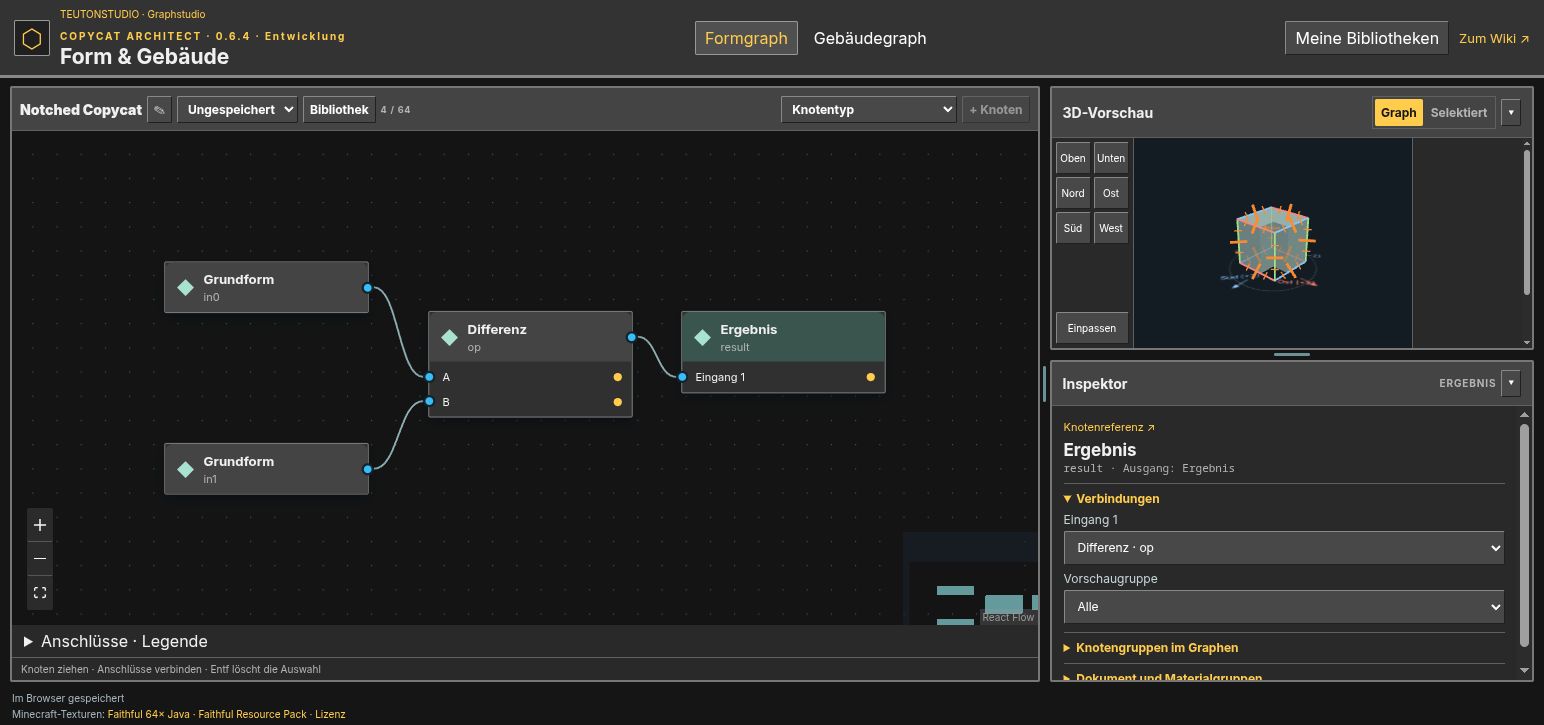 TEUTONSTUDIO · Graphstudio
COPYCAT ARCHITECT · 0.6.4 · Entwicklung
Form & Gebäude
Formgraph
Gebäudegraph
Meine Bibliotheken
Zum Wiki ↗
Notched Copycat
✎
Ungespeichert
Bibliothek
4 / 64
Knotentyp
+ Knoten
Grundform
in0
Differenz
op
A
B
Ergebnis
result
Eingang 1
Grundform
in1
React Flow
▶ Anschlüsse · Legende
Knoten ziehen · Anschlüsse verbinden · Entf löscht die Auswahl
3D-Vorschau
Graph
Selektiert
▾
Oben
Unten
Nord
Ost
Süd
West
Einpassen
Inspektor
ERGEBNIS
▾
Knotenreferenz ↗
Ergebnis
result · Ausgang: Ergebnis
▼ Verbindungen
Eingang 1
Differenz · op
Vorschaugruppe
Alle
▶ Knotengruppen im Graphen
▶ Dokument und Materialgruppen
Im Browser gespeichert
Minecraft-Texturen: Faithful 64× Java · Faithful Resource Pack · Lizenz